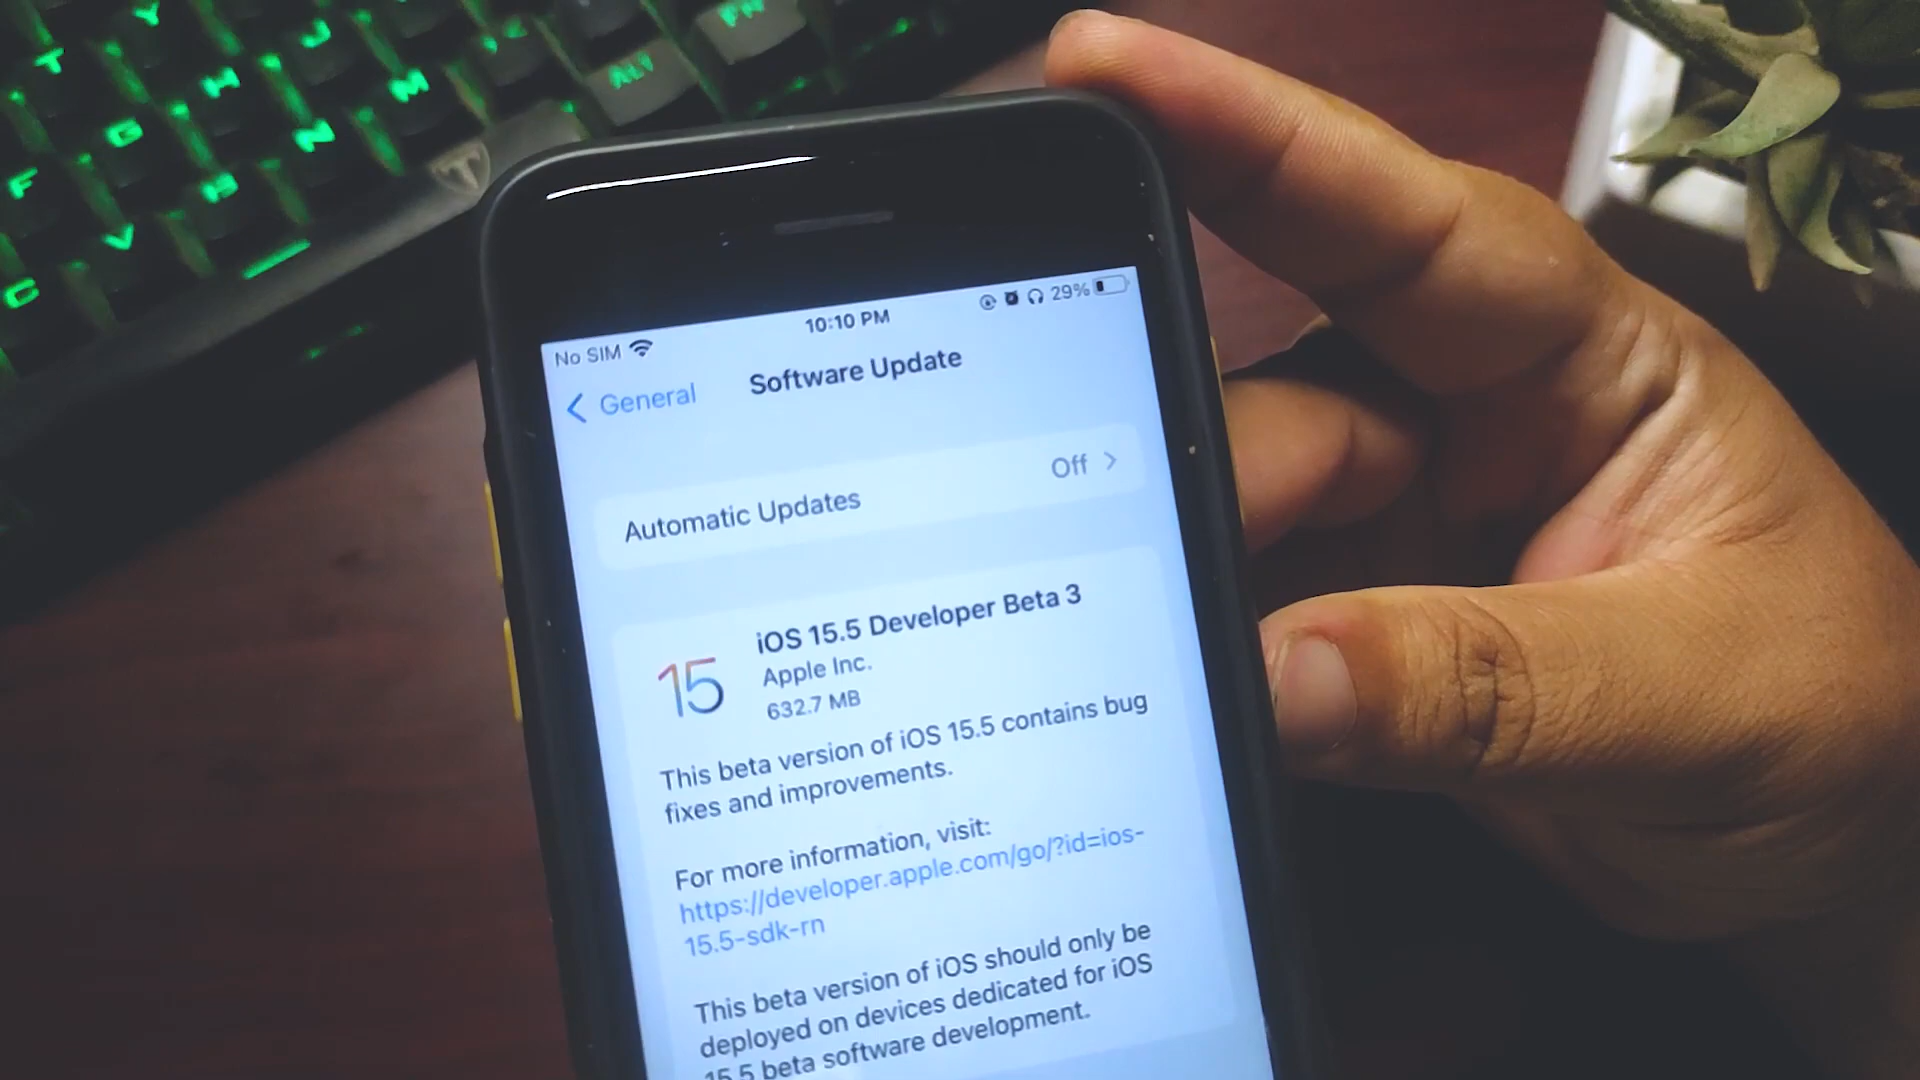 Y
T
J
FN
H
M
ALT
G
N
F
B
V
C
10:10 PM
29%
No SIM
General
Software Update
Automatic Updates
Off
15
iOS 15.5 Developer Beta 3
Apple Inc.
632.7 MB
This beta version of iOS 15.5 contains bug
fixes and improvements.
For more information, visit:
https://developer.apple.com/go/?id=ios-
15.5-sdk-rn
This beta version of iOS should only be
deployed on devices dedicated for iOS
15.5 beta software development.